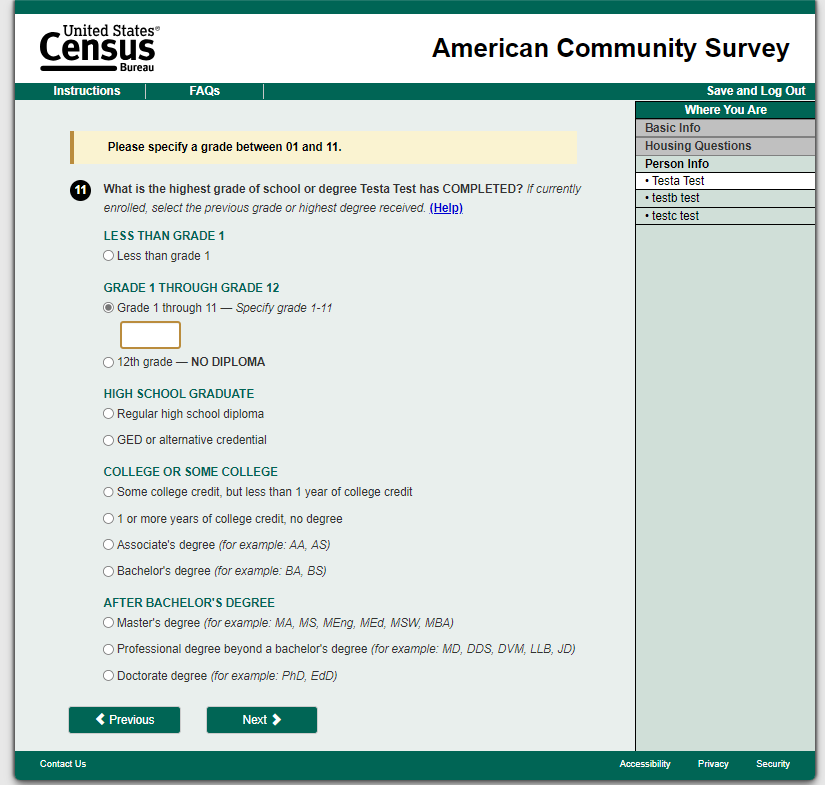 United States®
Census
Bureau
American Community Survey
Instructions
FAQs
Save and Log Out
Where You Are
Basic Info
Housing Questions
Person Info
• Testa Test
• testb test
• testc test
Please specify a grade between 01 and 11.
11 What is the highest grade of school or degree Testa Test has COMPLETED? If currently
enrolled, select the previous grade or highest degree received. (Help)
LESS THAN GRADE 1
Less than grade 1
GRADE 1 THROUGH GRADE 12
Grade 1 through 11 — Specify grade 1-11
12th grade — NO DIPLOMA
HIGH SCHOOL GRADUATE
Regular high school diploma
GED or alternative credential
COLLEGE OR SOME COLLEGE
Some college credit, but less than 1 year of college credit
1 or more years of college credit, no degree
Associate's degree (for example: AA, AS)
Bachelor's degree (for example: BA, BS)
AFTER BACHELOR'S DEGREE
Master's degree (for example: MA, MS, MEng, MEd, MSW, MBA)
Professional degree beyond a bachelor's degree (for example: MD, DDS, DVM, LLB, JD)
Doctorate degree (for example: PhD, EdD)
Previous
Next
Contact Us
Accessibility
Privacy
Security